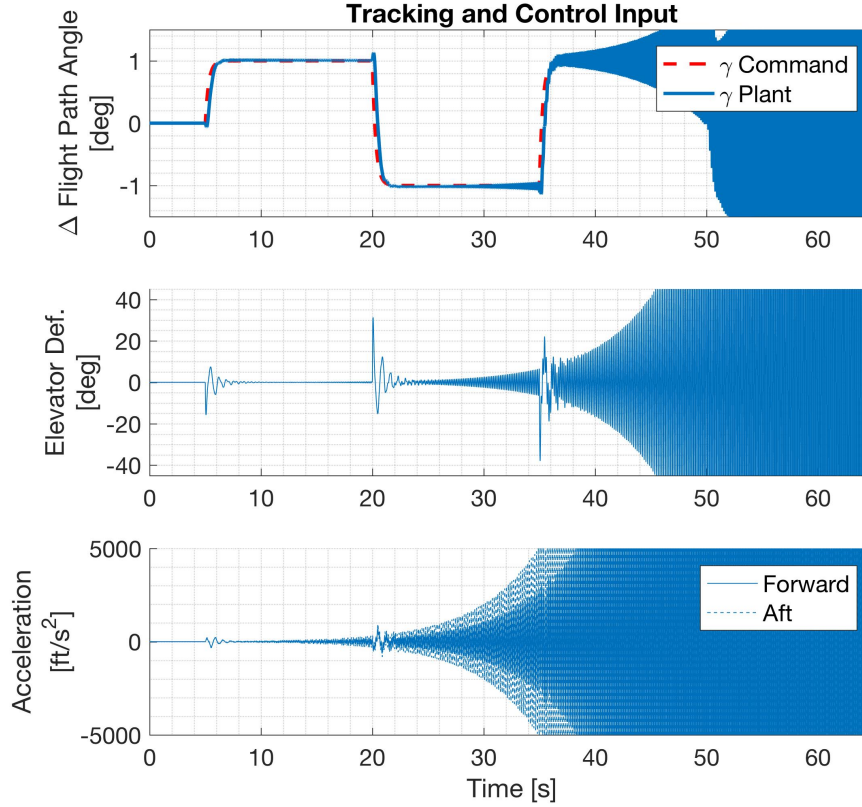 Tracking and Control Input
Δ Flight Path Angle
[deg]
1
0
-1
γ Command
γ Plant
0 10 20 30 40 50 60
Elevator Def.
[deg]
40
20
0
-20
-40
0 10 20 30 40 50 60
Acceleration
[ft/s²]
5000
0
-5000
Forward
Aft
0 10 20 30 40 50 60
Time [s]